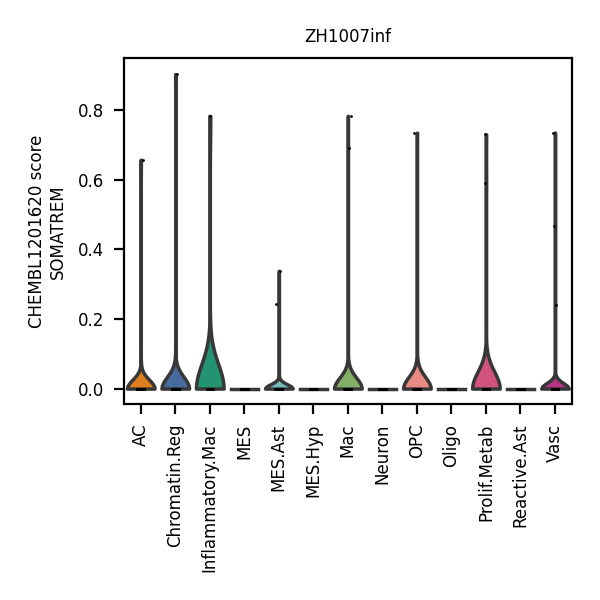 ZH1007inf
CHEMBL1201620 score
SOMATREM
0.8
0.6
0.4
0.2
0.0
AC
Chromatin.Reg
Inflammatory.Mac
MES
MES.Ast
MES.Hyp
Mac
Neuron
OPC
Oligo
Prolif.Metab
Reactive.Ast
Vasc